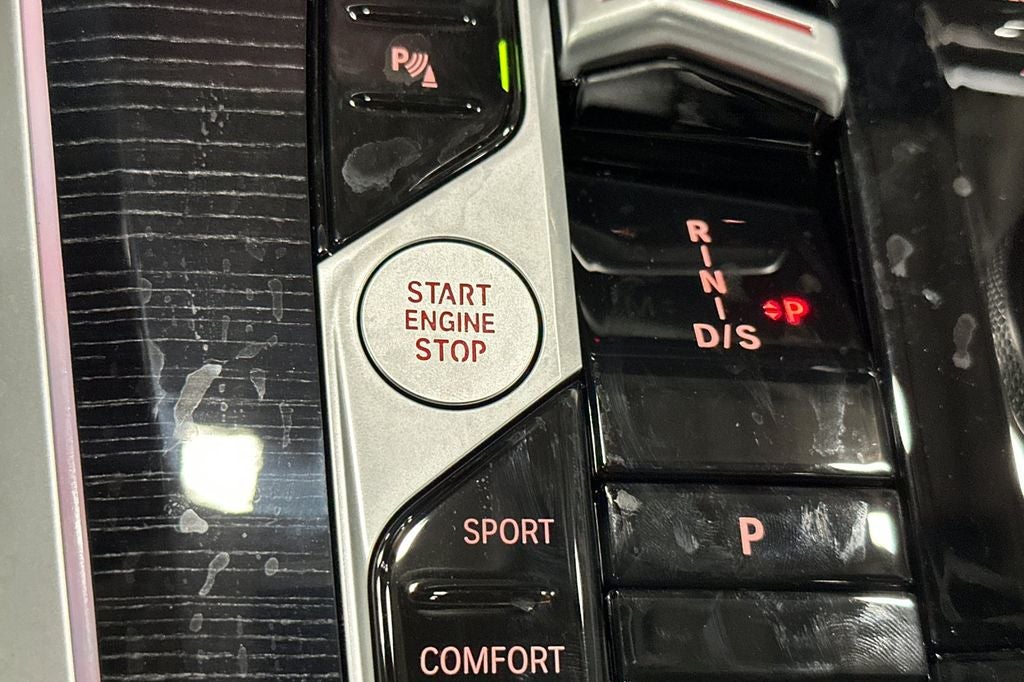 P
START
ENGINE
STOP
R
N
D/S
P
SPORT
P
COMFORT